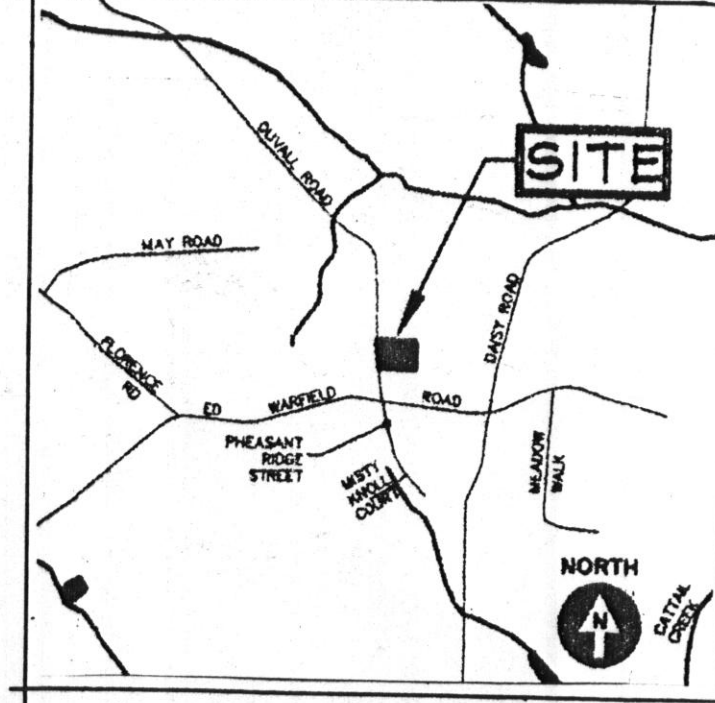 DUVALL ROAD
SITE
MAY ROAD
DAISY ROAD
FLORENCE
RD
ED WARFIELD ROAD
PHEASANT
RIDGE
STREET
MISTY
KNOLL
COURT
MEADOW
WALK
NORTH
N
CATTAIL
CREEK